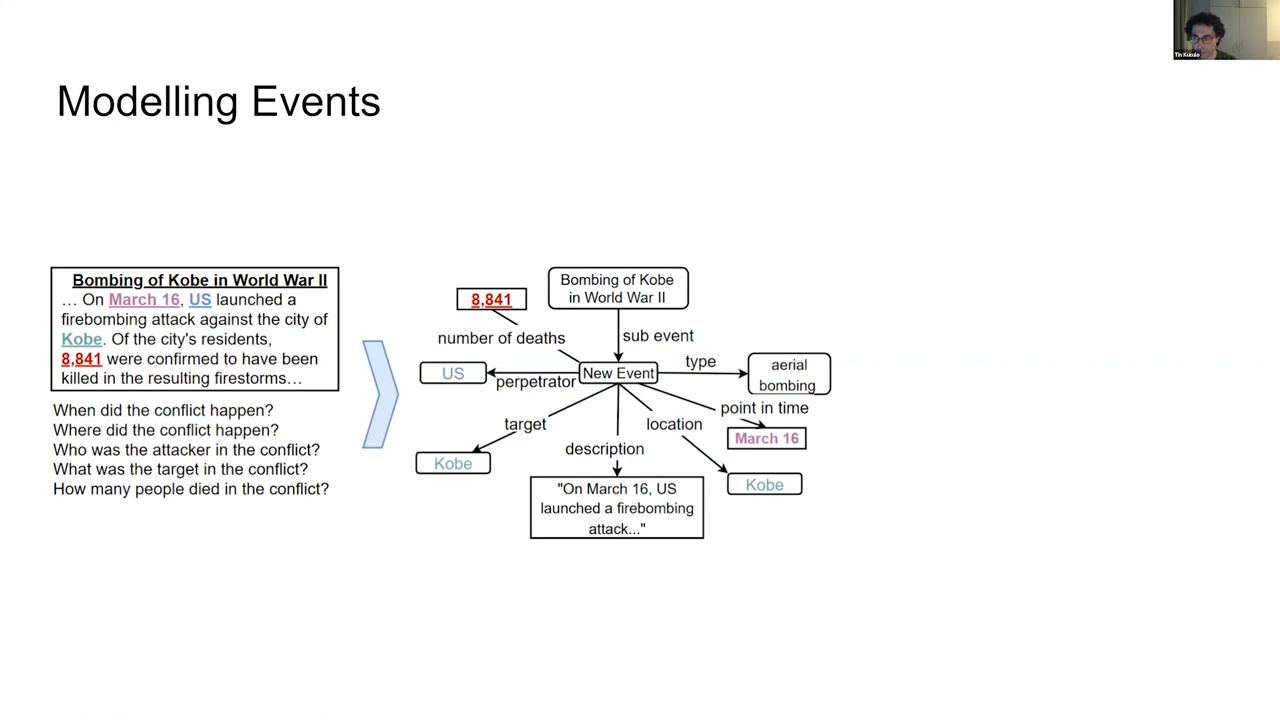 Tin Kuculo
Modelling Events
Bombing of Kobe in World War II
… On March 16, US launched a
firebombing attack against the city of
Kobe. Of the city's residents,
8,841 were confirmed to have been
killed in the resulting firestorms…
When did the conflict happen?
Where did the conflict happen?
Who was the attacker in the conflict?
What was the target in the conflict?
How many people died in the conflict?
Bombing of Kobe
in World War II
8,841
number of deaths
sub event
US
perpetrator
New Event
type
aerial
bombing
point in time
March 16
target
Kobe
description
location
Kobe
"On March 16, US
launched a firebombing
attack..."